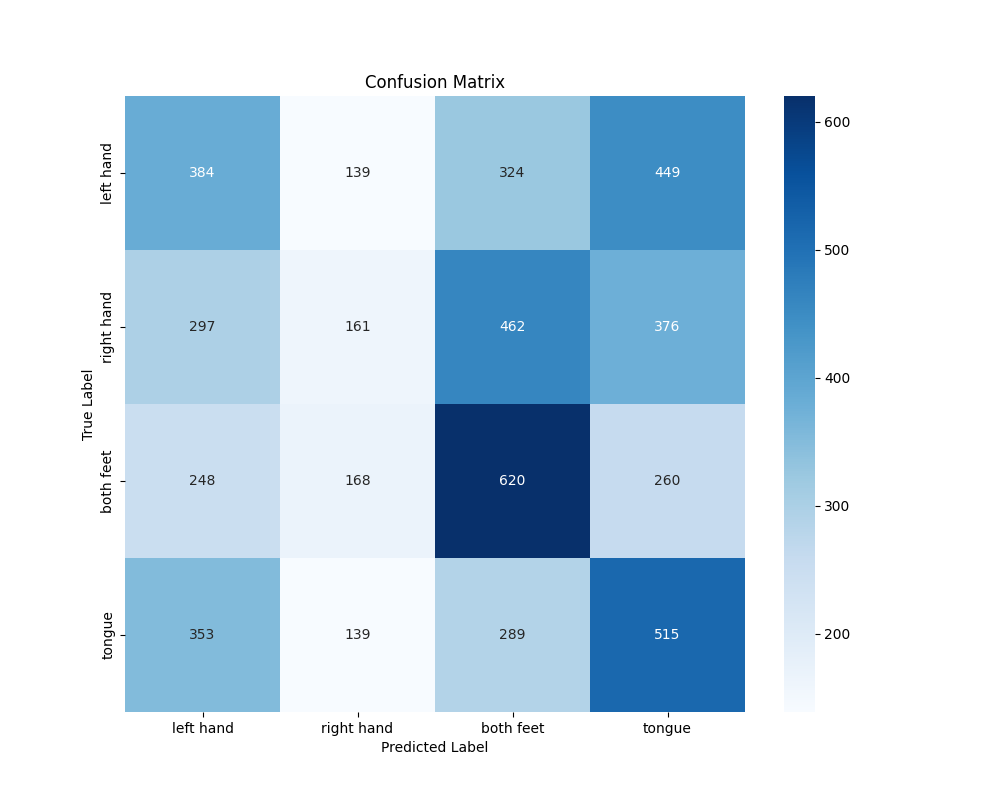 Confusion Matrix
True Label
left hand
384 139 324 449
right hand
297 161 462 376
both feet
248 168 620 260
tongue
353 139 289 515
left hand right hand both feet tongue
Predicted Label
600
500
400
300
200